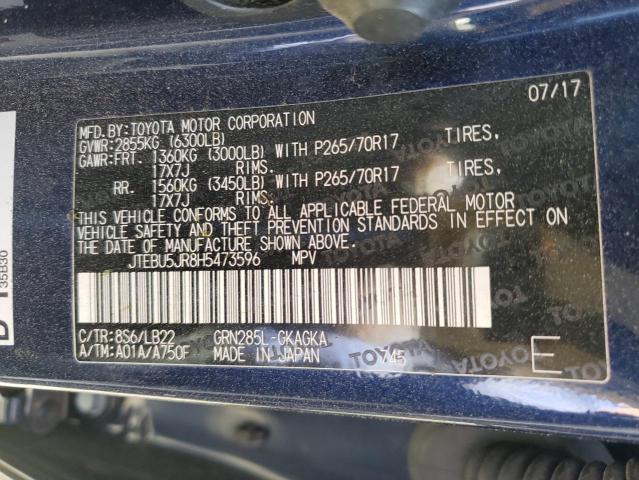 07/17
MFD.BY:TOYOTA MOTOR CORPORATION
GVWR:2855KG (6300LB)
GAWR:FRT. 1360KG (3000LB) WITH P265/70R17 TIRES,
17X7J RIMS.
RR. 1560KG (3450LB) WITH P265/70R17 TIRES,
17X7J RIMS.
THIS VEHICLE CONFORMS TO ALL APPLICABLE FEDERAL MOTOR
VEHICLE SAFETY AND THEFT PREVENTION STANDARDS IN EFFECT ON
THE DATE OF MANUFACTURE SHOWN ABOVE.
JTEBU5JR8H5473596 MPV
C/TR:8S6/LB22 GRN285L-GKAGKA
A/TM:A01A/A750F MADE IN JAPAN 745 E
35B30